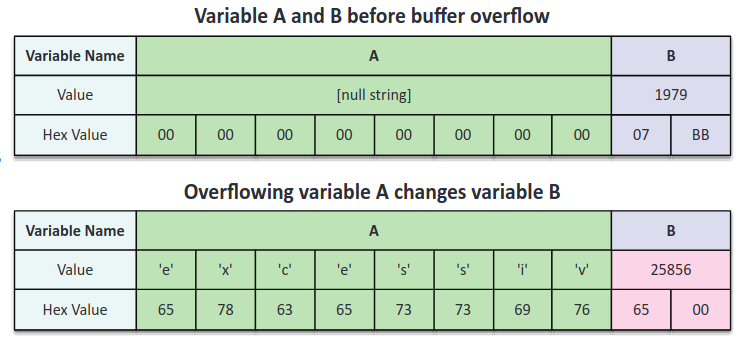 Variable A and B before buffer overflow
Variable Name A B
Value [null string] 1979
Hex Value 00 00 00 00 00 00 00 00 07 BB
Overflowing variable A changes variable B
Variable Name A B
Value 'e' 'x' 'c' 'e' 's' 's' 'i' 'v' 25856
Hex Value 65 78 63 65 73 73 69 76 65 00